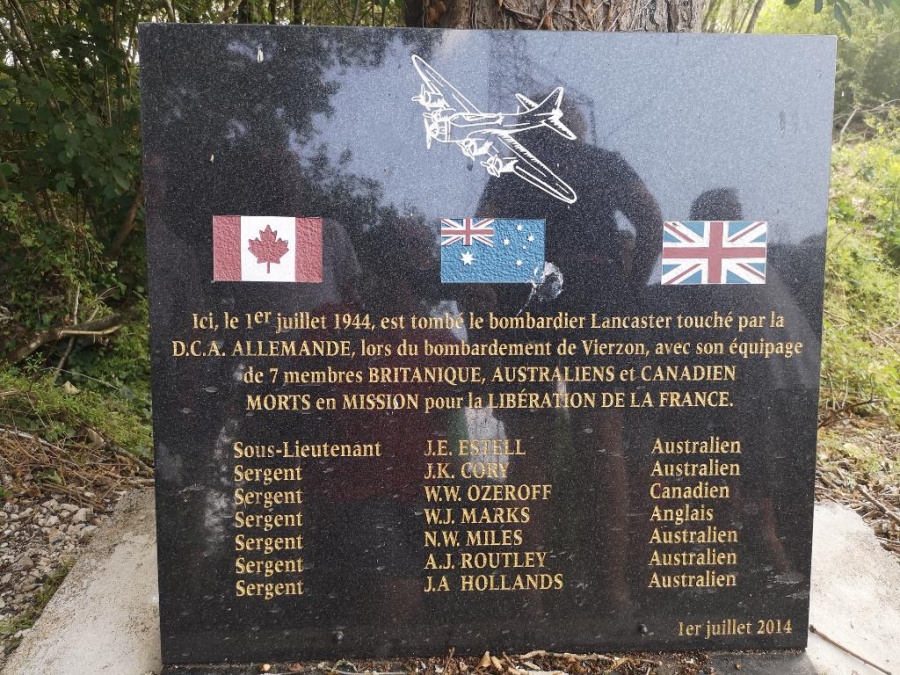 Ici, le 1er juillet 1944, est tombé le bombardier Lancaster touché par la
D.C.A. ALLEMANDE, lors du bombardement de Vierzon, avec son équipage
de 7 membres BRITANIQUE, AUSTRALIENS et CANADIEN
MORTS en MISSION pour la LIBÉRATION DE LA FRANCE.
Sous-Lieutenant J.E. ESTELL Australien
Sergent J.K. CORY Australien
Sergent W.W. OZEROFF Canadien
Sergent W.J. MARKS Anglais
Sergent N.W. MILES Australien
Sergent A.J. ROUTLEY Australien
Sergent J.A HOLLANDS Australien
1er juillet 2014